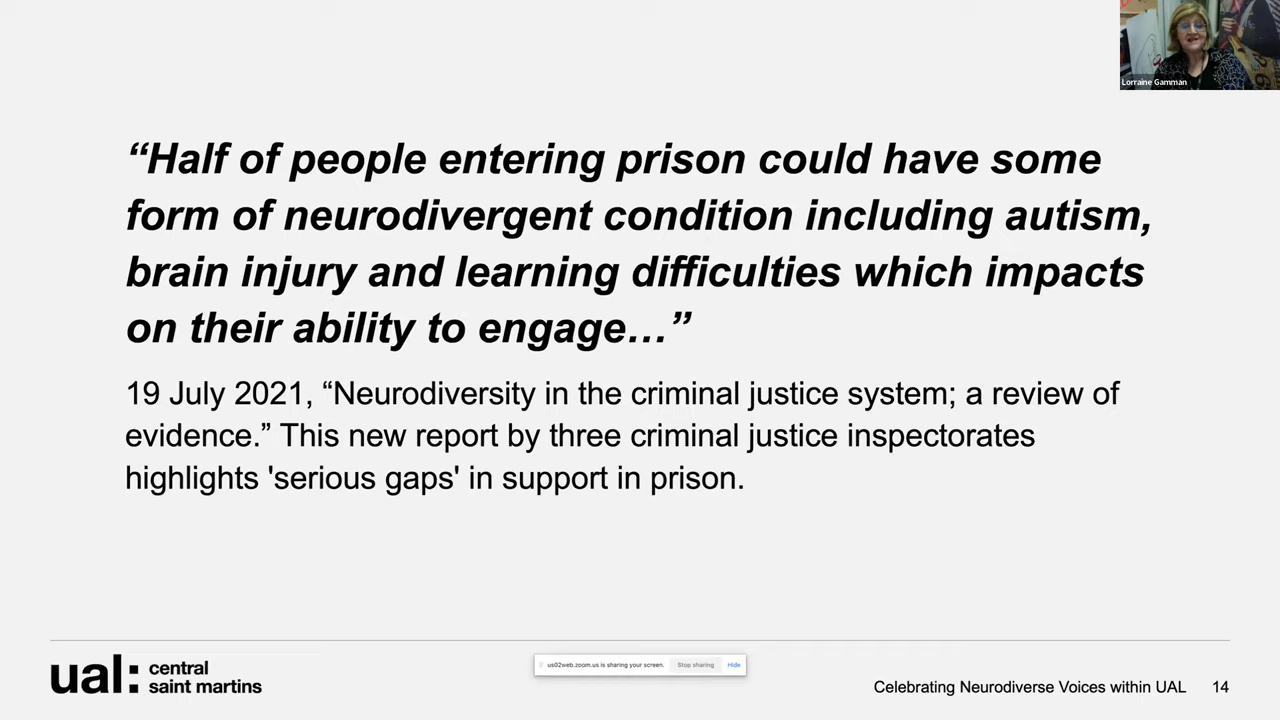 Lorraine Gamman
“Half of people entering prison could have some
form of neurodivergent condition including autism,
brain injury and learning difficulties which impacts
on their ability to engage…”
19 July 2021, “Neurodiversity in the criminal justice system; a review of
evidence.” This new report by three criminal justice inspectorates
highlights 'serious gaps' in support in prison.
us02web.zoom.us is sharing your screen. Stop sharing Hide
ual: central
saint martins
Celebrating Neurodiverse Voices within UAL 14